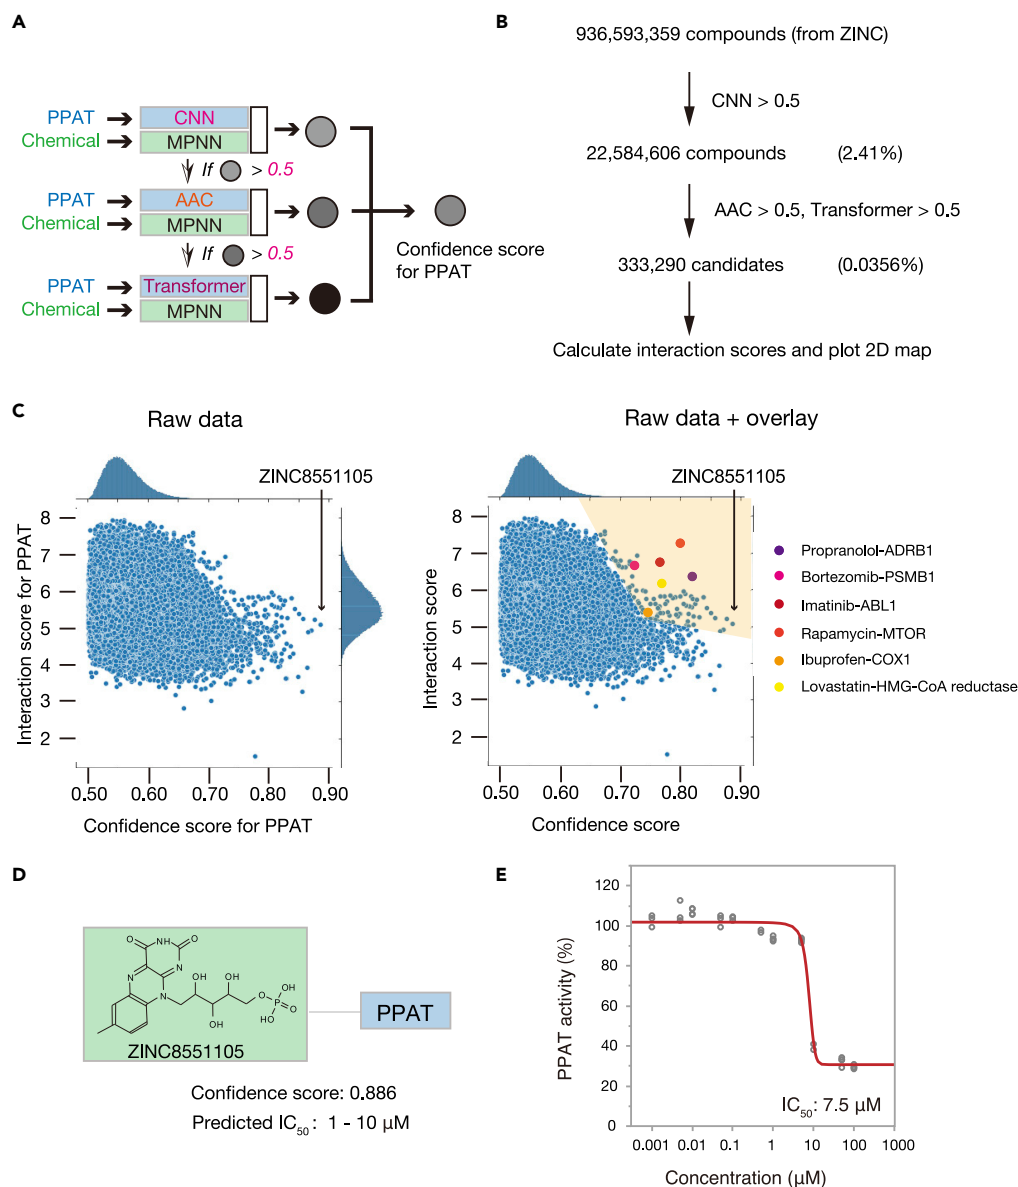 A
PPAT
CNN
Chemical
MPNN
If > 0.5
PPAT
AAC
Chemical
MPNN
If > 0.5
PPAT
Transformer
Chemical
MPNN
Confidence score
for PPAT
B
936,593,359 compounds (from ZINC)
CNN > 0.5
22,584,606 compounds (2.41%)
AAC > 0.5, Transformer > 0.5
333,290 candidates (0.0356%)
Calculate interaction scores and plot 2D map
C
Raw data
ZINC8551105
Interaction score for PPAT
8
7
6
5
4
3
2
0.50 0.60 0.70 0.80 0.90
Confidence score for PPAT
Raw data + overlay
ZINC8551105
Interaction score
8
7
6
5
4
3
2
0.50 0.60 0.70 0.80 0.90
Confidence score
Propranolol-ADRB1
Bortezomib-PSMB1
Imatinib-ABL1
Rapamycin-MTOR
Ibuprofen-COX1
Lovastatin-HMG-CoA reductase
D
O NH O
N N
N N
OH OH
OH OH
O P OH
HO O
ZINC8551105
PPAT
Confidence score: 0.886
Predicted IC50 : 1 - 10 μM
E
PPAT activity (%)
120
100
80
60
40
20
0
IC50: 7.5 μM
0.001 0.01 0.1 1 10 100 1000
Concentration (μM)